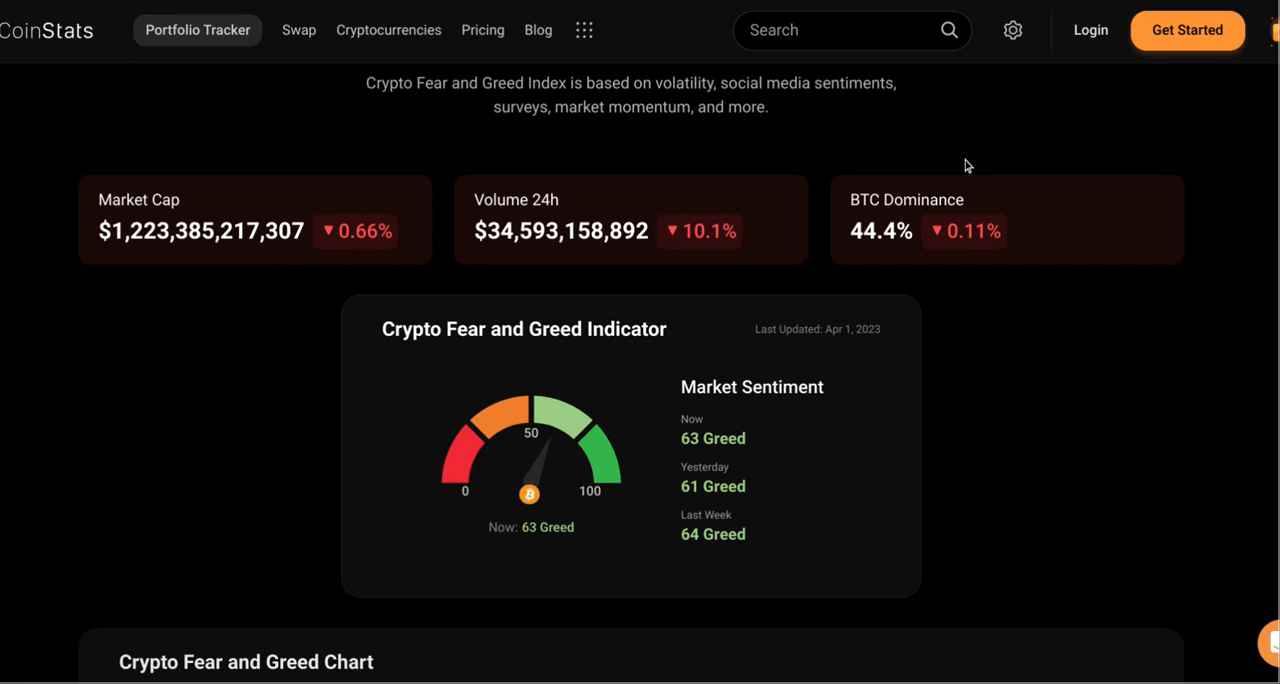 CoinStats Portfolio Tracker Swap Cryptocurrencies Pricing Blog Search Login Get Started
Crypto Fear and Greed Index is based on volatility, social media sentiments,
surveys, market momentum, and more.
Market Cap
$1,223,385,217,307 ▼ 0.66%
Volume 24h
$34,593,158,892 ▼ 10.1%
BTC Dominance
44.4% ▼ 0.11%
Crypto Fear and Greed Indicator
Last Updated: Apr 1, 2023
50
0
100
Now: 63 Greed
Market Sentiment
Now
63 Greed
Yesterday
61 Greed
Last Week
64 Greed
Crypto Fear and Greed Chart